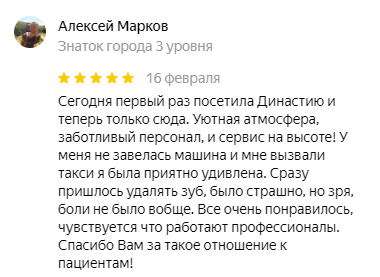 Алексей Марков
Знаток города 3 уровня
16 февраля
Сегодня первый раз посетила Династию и
теперь только сюда. Уютная атмосфера,
заботливый персонал, и сервис на высоте! У
меня не завелась машина и мне вызвали
такси я была приятно удивлена. Сразу
пришлось удалять зуб, было страшно, но зря,
боли не было вобще. Все очень понравилось,
чувствуется что работают профессионалы.
Спасибо Вам за такое отношение к
пациентам!